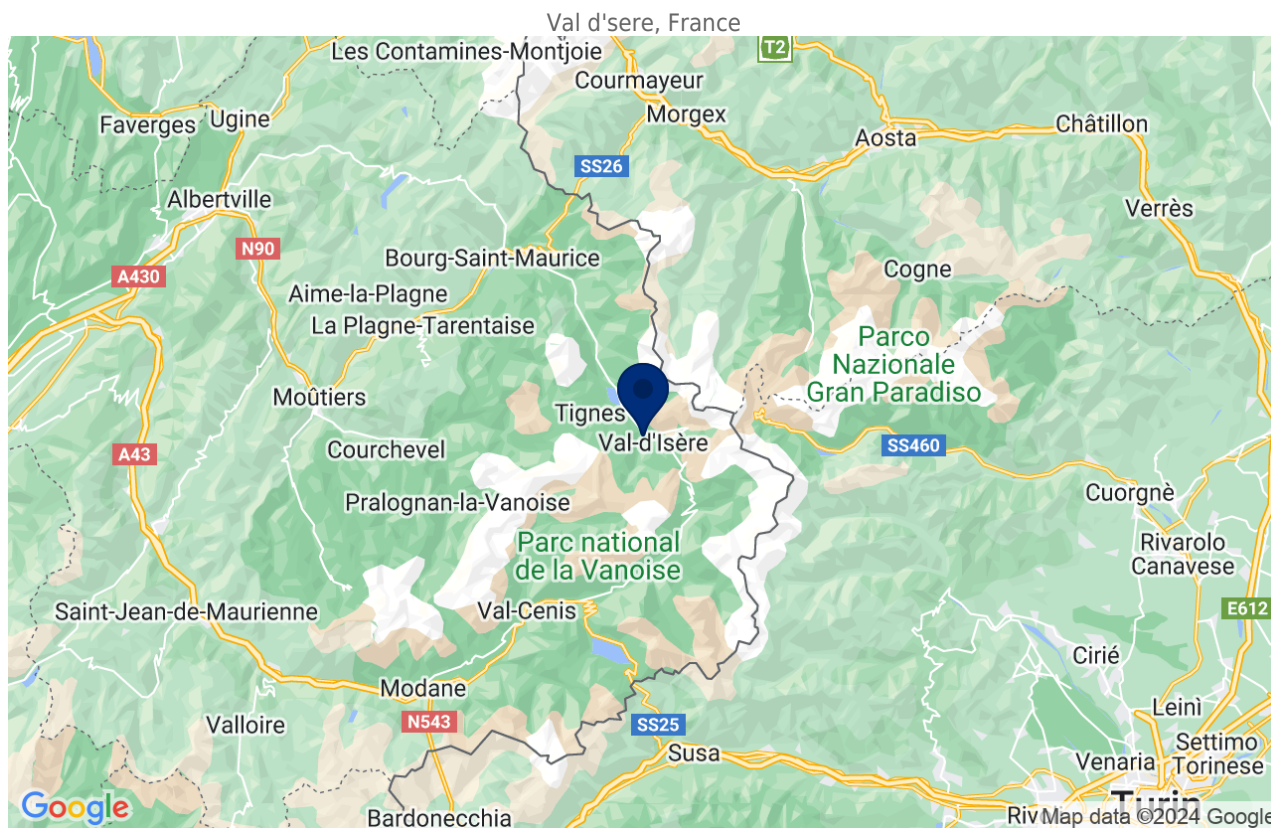 Val d'sere, France
Les Contamines-Montjoie
T2
Courmayeur
Morgex
Faverges
Ugine
Aosta
Châtillon
SS26
Albertville
Verrès
N90
Bourg-Saint-Maurice
Cogne
A430
Aime-la-Plagne
La Plagne-Tarentaise
Parco
Nazionale
Gran Paradiso
Moûtiers
Tignes
Val-d'Isère
Courchevel
A43
SS460
Pralognan-la-Vanoise
Cuorgnè
Parc national
de la Vanoise
Rivarolo
Canavese
Saint-Jean-de-Maurienne
Val-Cenis
E612
Cirié
Modane
Leinì
Valloire
N543
SS25
Susa
Settimo
Torinese
Venaria
Google
Turin
Bardonecchia
Riv
Map data ©2024 Google